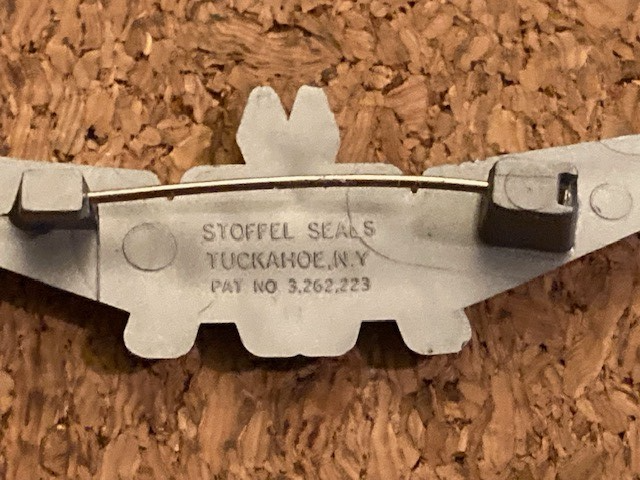 STOFFEL SEALS
TUCKAHOE, N.Y
PAT NO 3,262,223